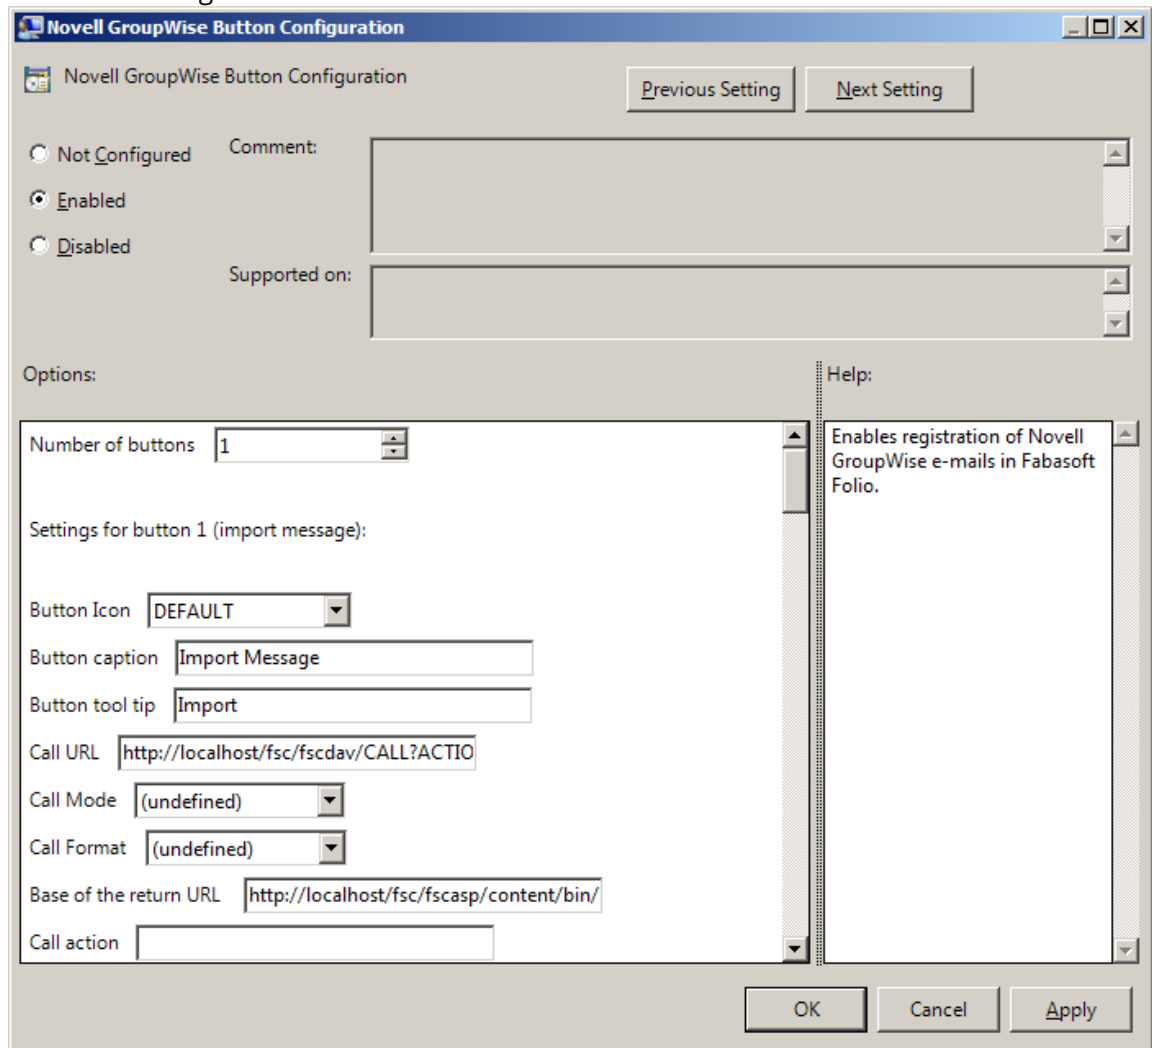 Novell GroupWise Button Configuration
Novell GroupWise Button Configuration
Previous Setting
Next Setting
Not Configured
Comment:
Enabled
Disabled
Supported on:
Options:
Help:
Number of buttons 1
Enables registration of Novell
GroupWise e-mails in Fabasoft
Folio.
Settings for button 1 (import message):
Button Icon DEFAULT
Button caption Import Message
Button tool tip Import
Call URL http://localhost/fsc/fscdav/CALL?ACTIO
Call Mode (undefined)
Call Format (undefined)
Base of the return URL http://localhost/fsc/fscasp/content/bin/
Call action
OK
Cancel
Apply